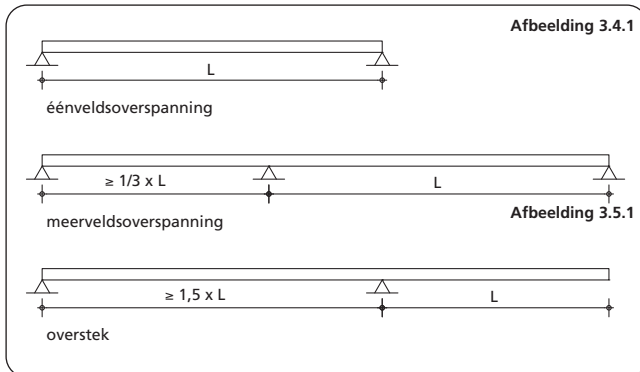 Afbeelding 3.4.1
L
éénveldsoverspanning
≥ 1/3 x L
L
meerveldsoverspanning
Afbeelding 3.5.1
≥ 1,5 x L
L
overstek